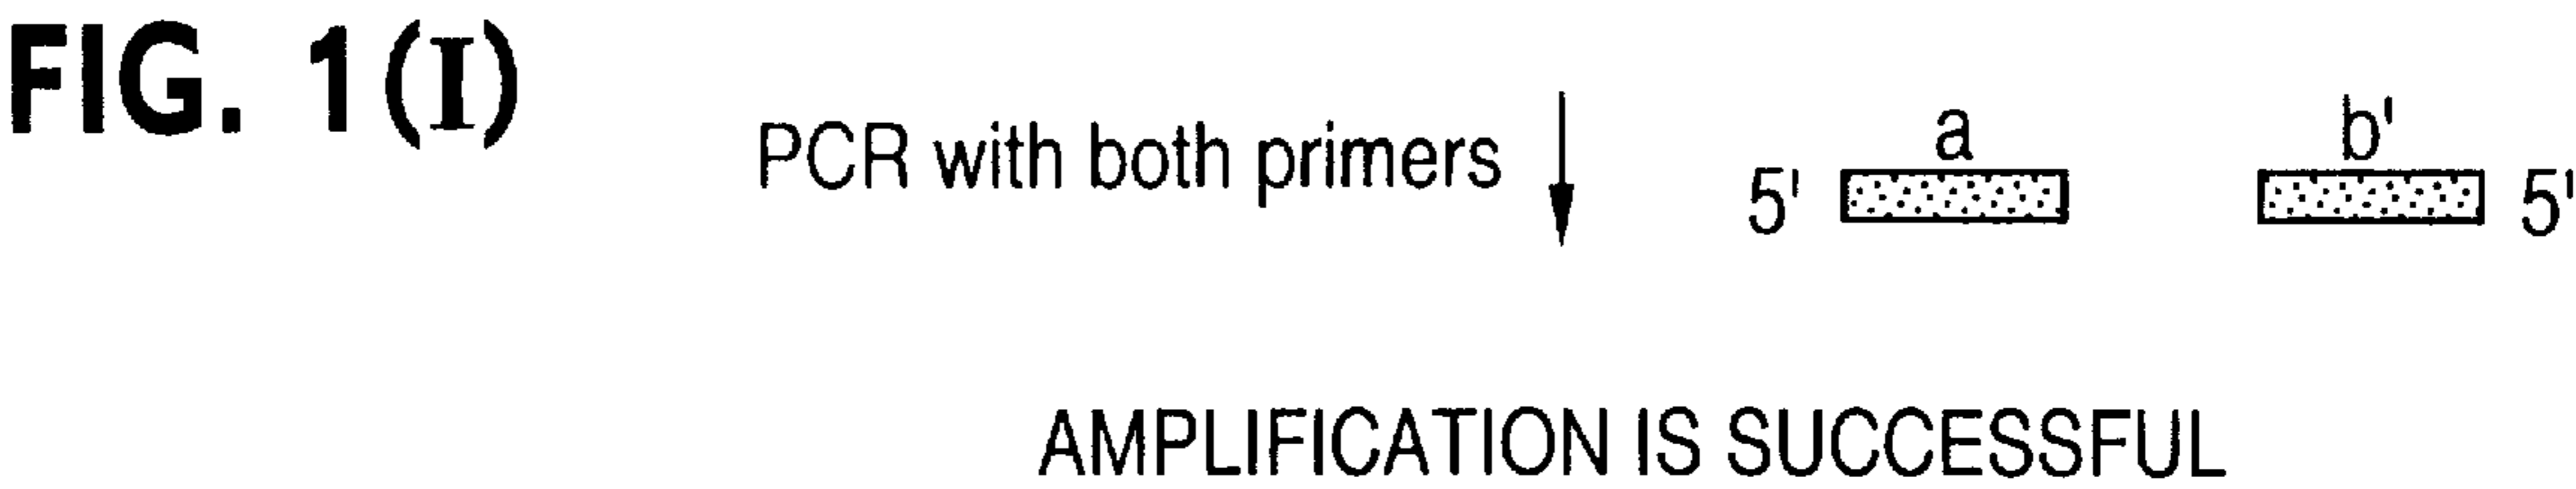 FIG. 1(I)
a b'
PCR with both primers 5' 5'
AMPLIFICATION IS SUCCESSFUL